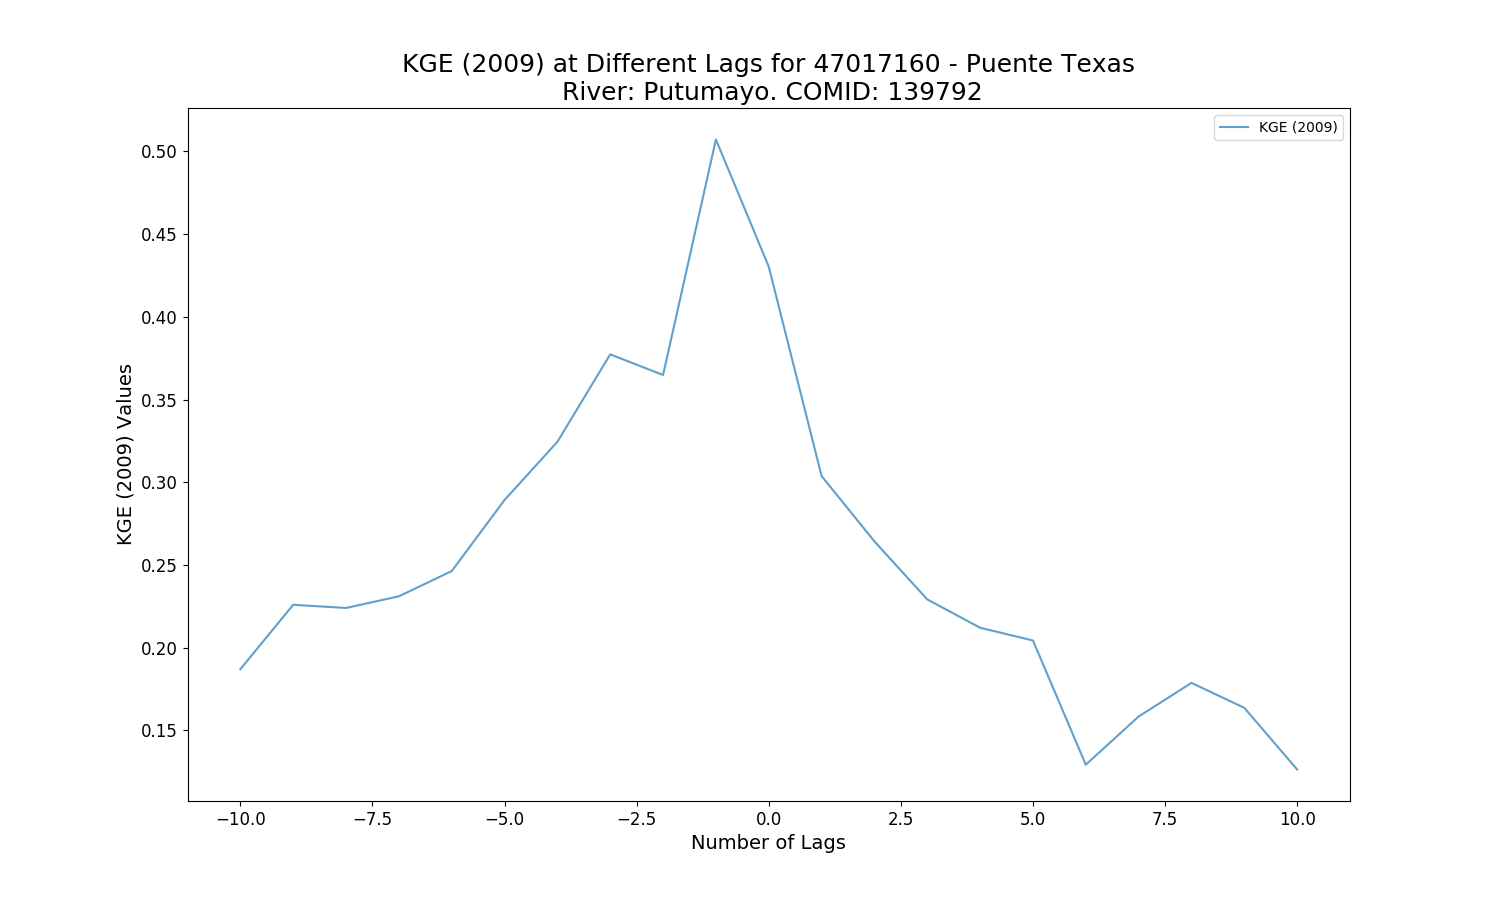 KGE (2009) at Different Lags for 47017160 - Puente Texas
River: Putumayo. COMID: 139792
KGE (2009)
KGE (2009) Values
0.50
0.45
0.40
0.35
0.30
0.25
0.20
0.15
−10.0 −7.5 −5.0 −2.5 0.0 2.5 5.0 7.5 10.0
Number of Lags